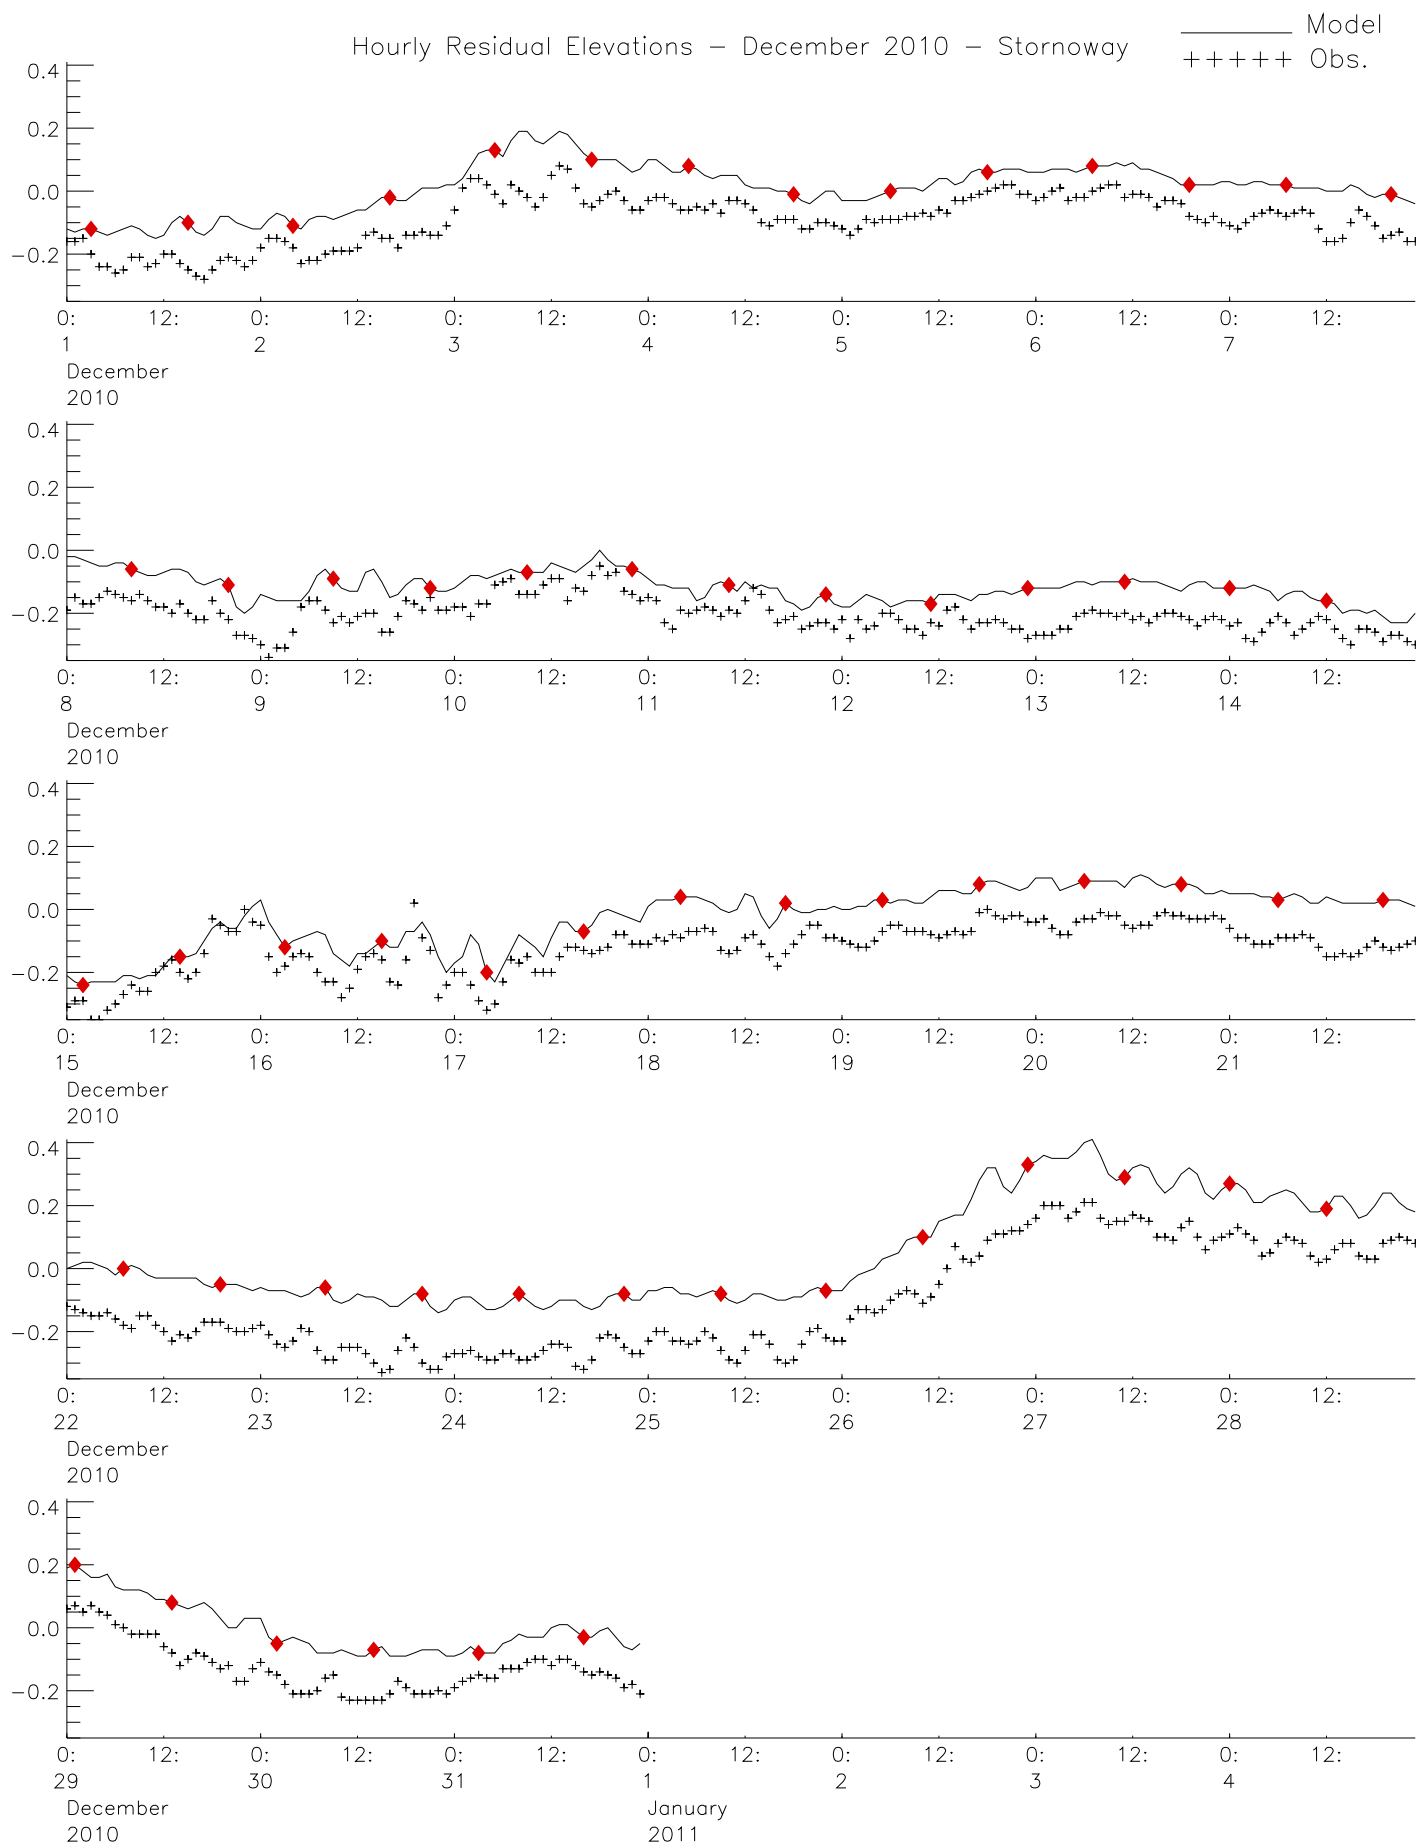 Hourly Residual Elevations − December 2010 − Stornoway
Model
+++++ Obs.
0.4
0.2
0.0
−0.2
0: 12: 0: 12: 0: 12: 0: 12: 0: 12: 0: 12: 0: 12:
1 2 3 4 5 6 7
December
2010
0.4
0.2
0.0
−0.2
0: 12: 0: 12: 0: 12: 0: 12: 0: 12: 0: 12: 0: 12:
8 9 10 11 12 13 14
December
2010
0.4
0.2
0.0
−0.2
0: 12: 0: 12: 0: 12: 0: 12: 0: 12: 0: 12: 0: 12:
15 16 17 18 19 20 21
December
2010
0.4
0.2
0.0
−0.2
0: 12: 0: 12: 0: 12: 0: 12: 0: 12: 0: 12: 0: 12:
22 23 24 25 26 27 28
December
2010
0.4
0.2
0.0
−0.2
0: 12: 0: 12: 0: 12: 0: 12: 0: 12: 0: 12: 0: 12:
29 30 31 1 2 3 4
December January
2010 2011